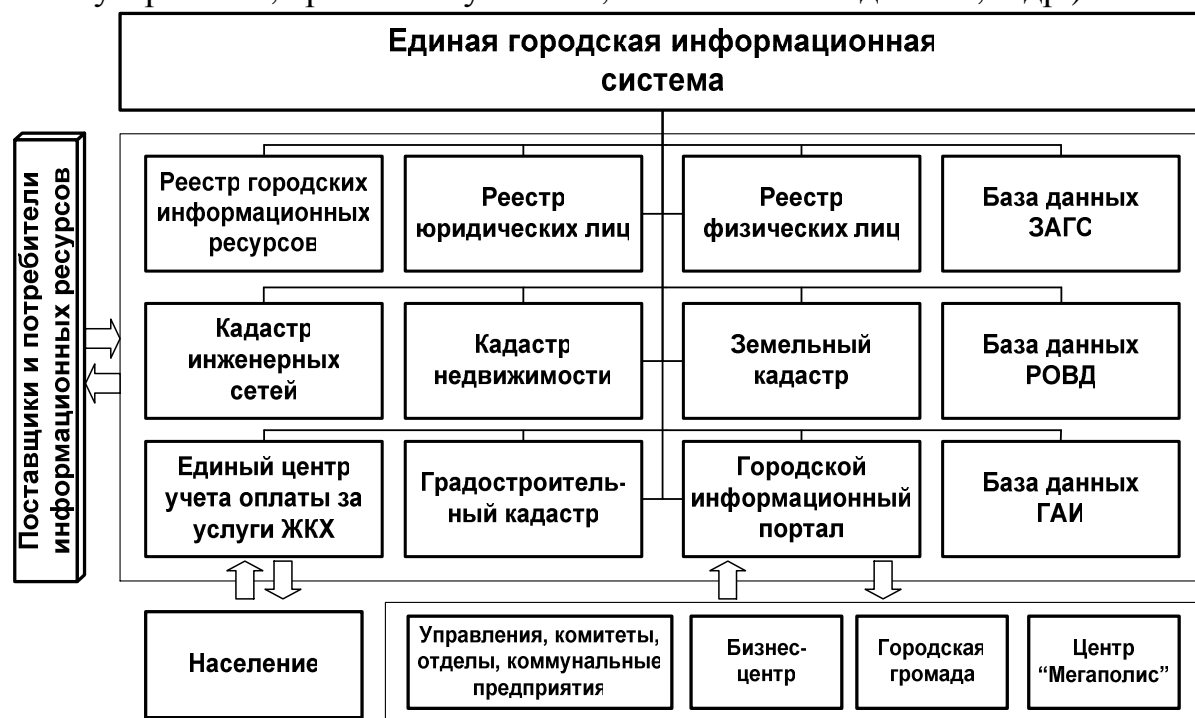 Единая городская информационная
система
Поставщики и потребители
информационных ресурсов
Реестр городских
информационных
ресурсов
Реестр
юридических лиц
Реестр
физических лиц
База данных
ЗАГС
Кадастр
инженерных
сетей
Кадастр
недвижимости
Земельный
кадастр
База данных
РОВД
Единый центр
учета оплаты за
услуги ЖКХ
Градостроитель-
ный кадастр
Городской
информационный
портал
База данных
ГАИ
Население
Управления, комитеты,
отделы, коммунальные
предприятия
Бизнес-
центр
Городская
громада
Центр
“Мегаполис”